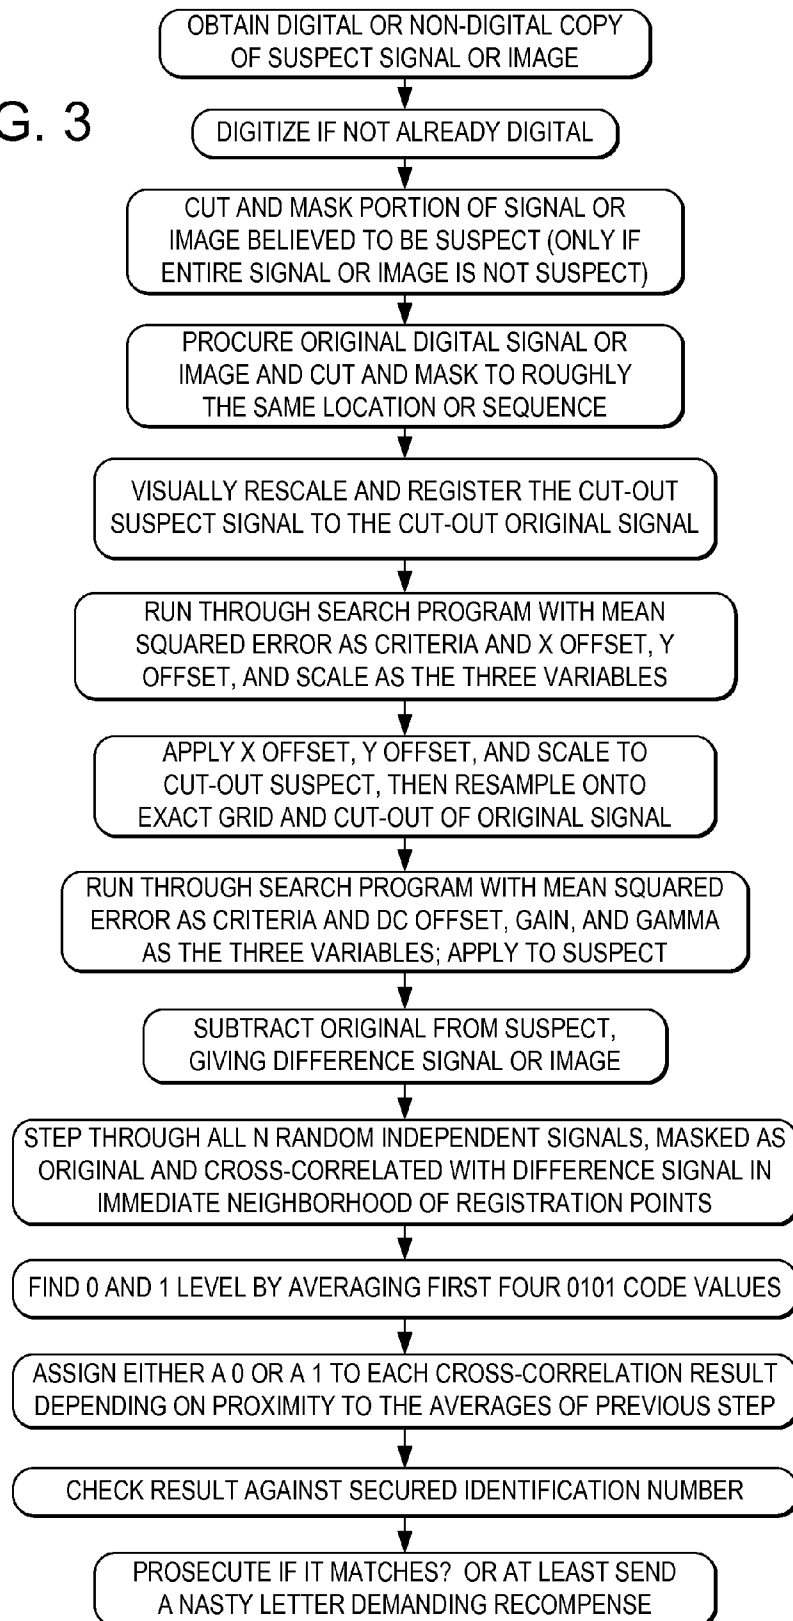 OBTAIN DIGITAL OR NON-DIGITAL COPY
OF SUSPECT SIGNAL OR IMAGE
G. 3
DIGITIZE IF NOT ALREADY DIGITAL
CUT AND MASK PORTION OF SIGNAL OR
IMAGE BELIEVED TO BE SUSPECT (ONLY IF
ENTIRE SIGNAL OR IMAGE IS NOT SUSPECT)
PROCURE ORIGINAL DIGITAL SIGNAL OR
IMAGE AND CUT AND MASK TO ROUGHLY
THE SAME LOCATION OR SEQUENCE
VISUALLY RESCALE AND REGISTER THE CUT-OUT
SUSPECT SIGNAL TO THE CUT-OUT ORIGINAL SIGNAL
RUN THROUGH SEARCH PROGRAM WITH MEAN
SQUARED ERROR AS CRITERIA AND X OFFSET, Y
OFFSET, AND SCALE AS THE THREE VARIABLES
APPLY X OFFSET, Y OFFSET, AND SCALE TO
CUT-OUT SUSPECT, THEN RESAMPLE ONTO
EXACT GRID AND CUT-OUT OF ORIGINAL SIGNAL
RUN THROUGH SEARCH PROGRAM WITH MEAN SQUARED
ERROR AS CRITERIA AND DC OFFSET, GAIN, AND GAMMA
AS THE THREE VARIABLES; APPLY TO SUSPECT
SUBTRACT ORIGINAL FROM SUSPECT,
GIVING DIFFERENCE SIGNAL OR IMAGE
STEP THROUGH ALL N RANDOM INDEPENDENT SIGNALS, MASKED AS
ORIGINAL AND CROSS-CORRELATED WITH DIFFERENCE SIGNAL IN
IMMEDIATE NEIGHBORHOOD OF REGISTRATION POINTS
FIND 0 AND 1 LEVEL BY AVERAGING FIRST FOUR 0101 CODE VALUES
ASSIGN EITHER A 0 OR A 1 TO EACH CROSS-CORRELATION RESULT
DEPENDING ON PROXIMITY TO THE AVERAGES OF PREVIOUS STEP
CHECK RESULT AGAINST SECURED IDENTIFICATION NUMBER
PROSECUTE IF IT MATCHES? OR AT LEAST SEND
A NASTY LETTER DEMANDING RECOMPENSE